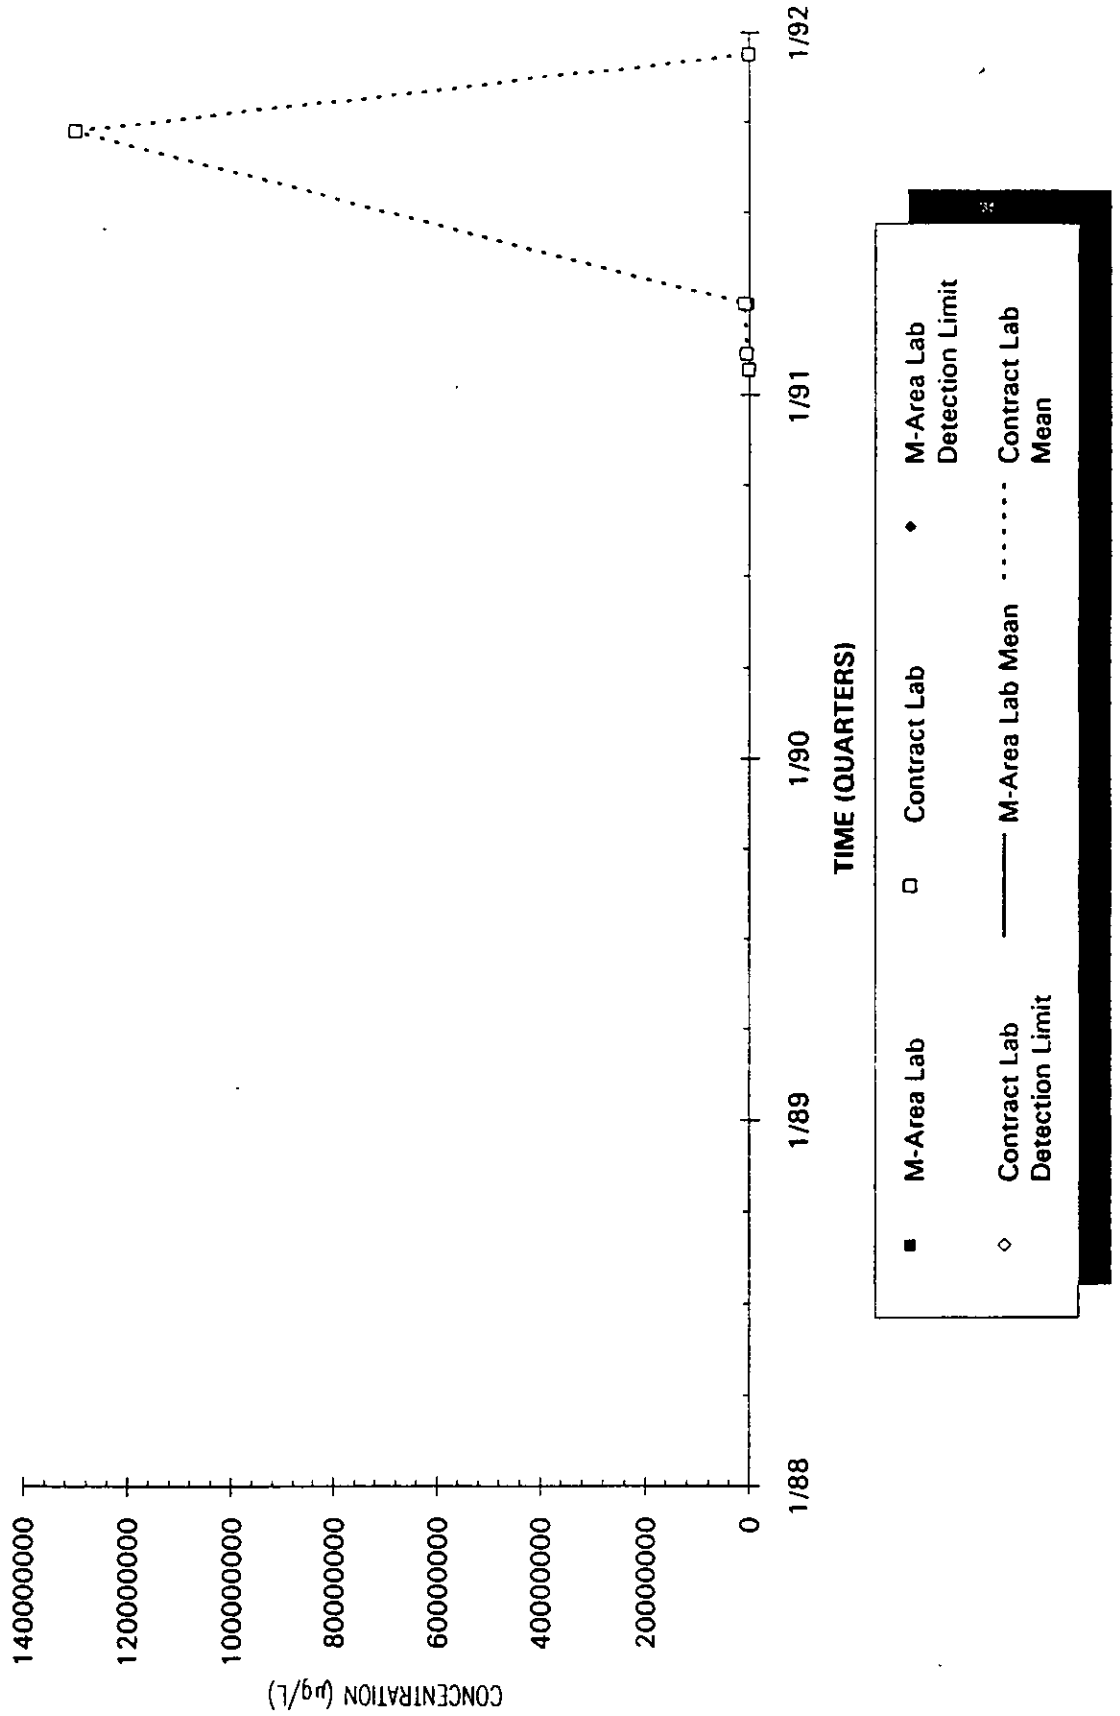 CONCENTRATION (µg/L)
140000000
120000000
100000000
80000000
60000000
40000000
20000000
0
1/88
1/89
1/90
1/91
1/92
TIME (QUARTERS)
M-Area Lab
Contract Lab
M-Area Lab
Detection Limit
Contract Lab
Detection Limit
M-Area Lab Mean
Contract Lab
Mean